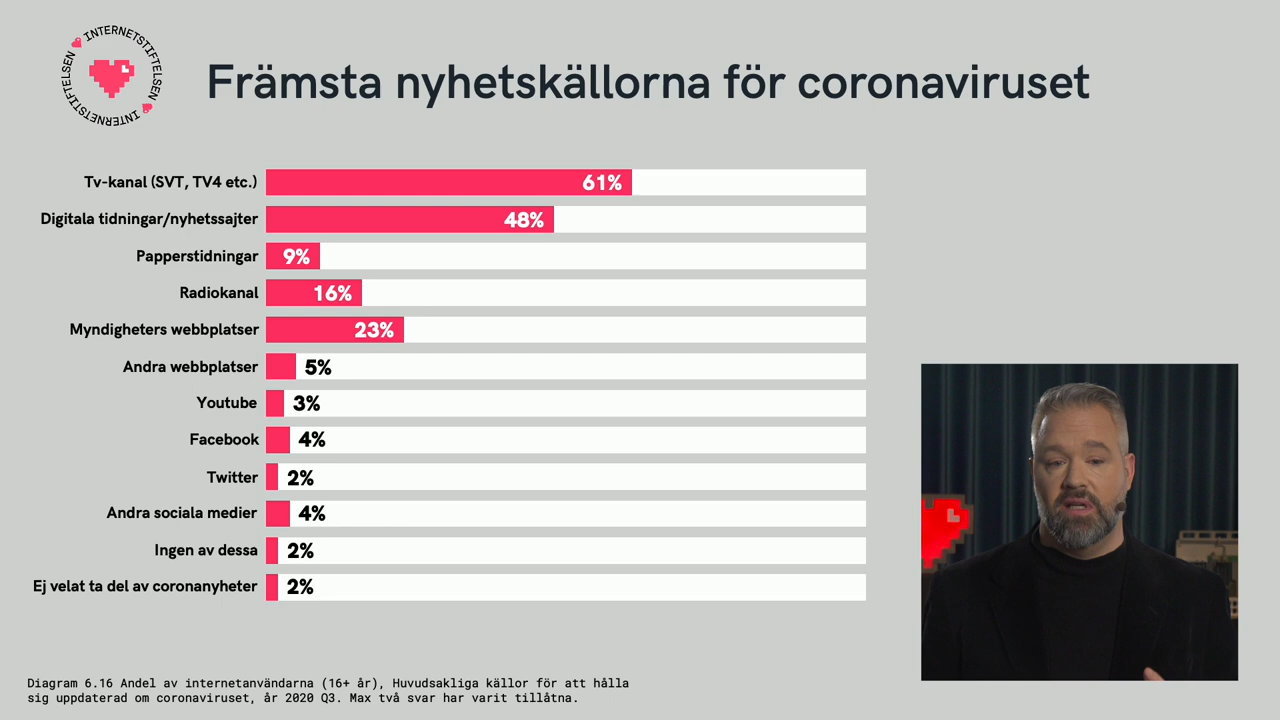 INTERNETSTIFTELSEN INTERNETSTIFTELSEN
Främsta nyhetskällorna för coronaviruset
Tv-kanal (SVT, TV4 etc.) 61%
Digitala tidningar/nyhetssajter 48%
Papperstidningar 9%
Radiokanal 16%
Myndigheters webbplatser 23%
Andra webbplatser 5%
Youtube 3%
Facebook 4%
Twitter 2%
Andra sociala medier 4%
Ingen av dessa 2%
Ej velat ta del av coronanyheter 2%
Diagram 6.16 Andel av internetanvändarna (16+ år), Huvudsakliga källor för att hålla
sig uppdaterad om coronaviruset, år 2020 Q3. Max två svar har varit tillåtna.